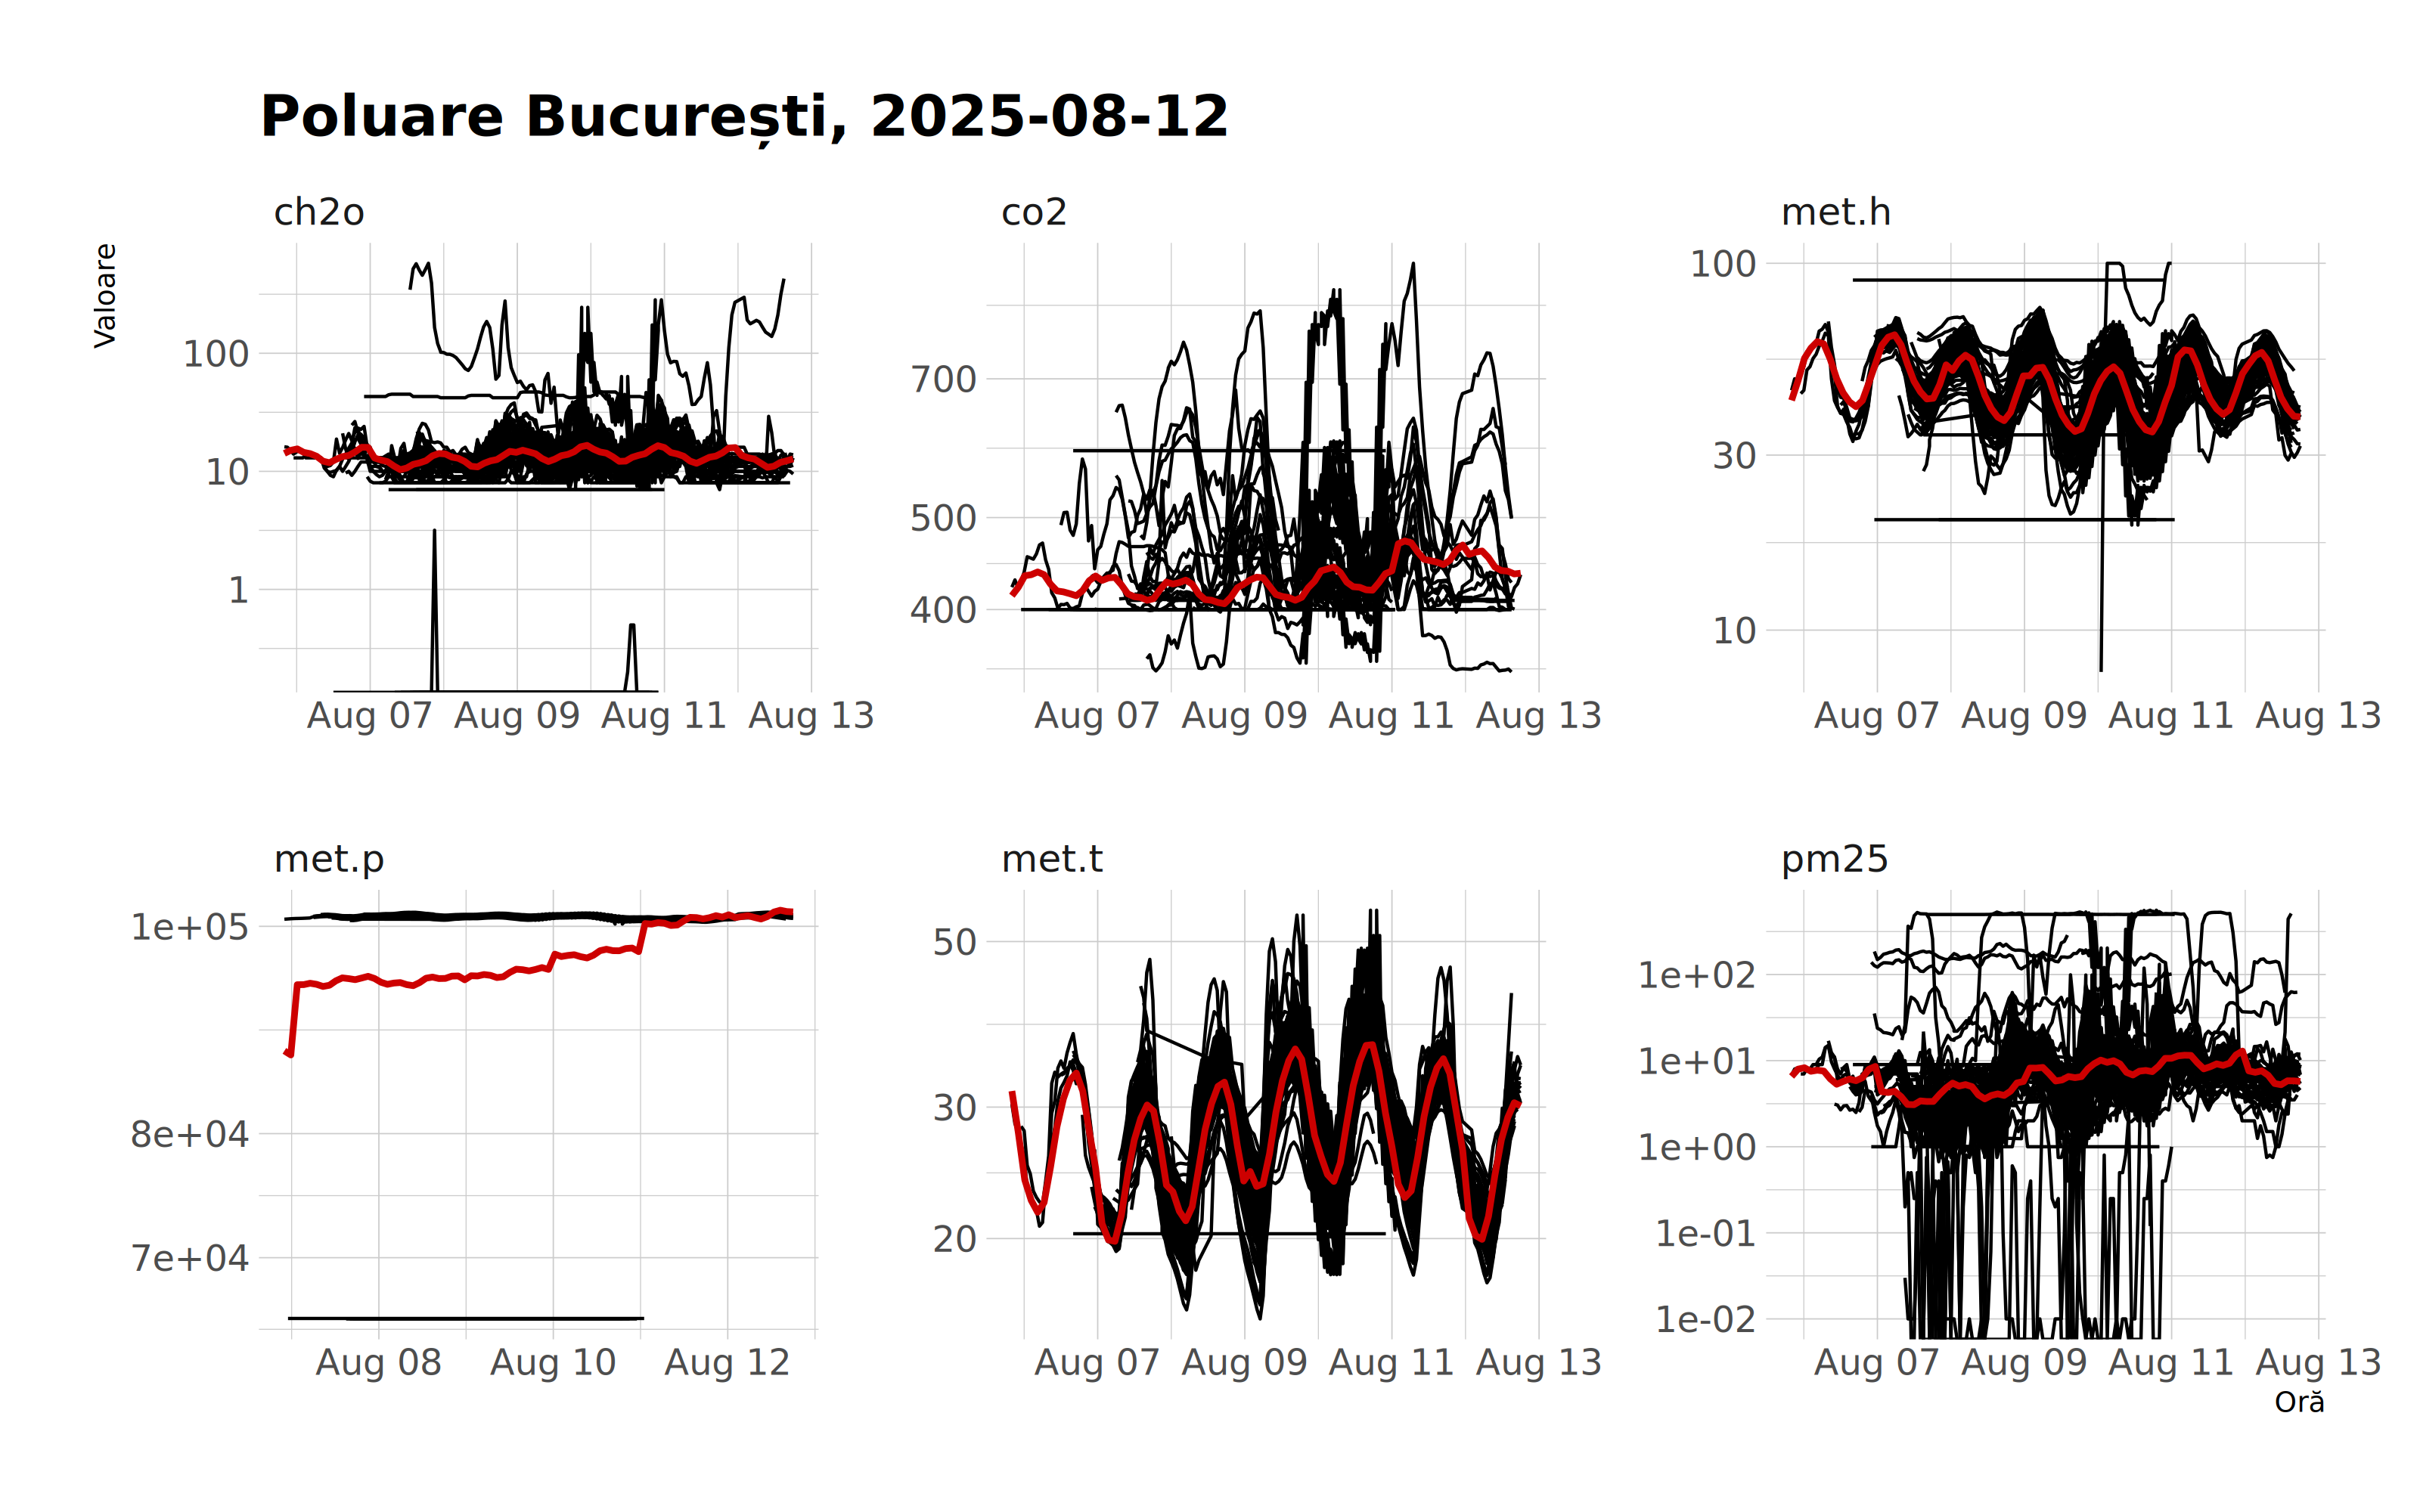 Poluare București, 2025-08-12
Valoare
ch2o
100
10
1
Aug 07 Aug 09 Aug 11 Aug 13
co2
700
500
400
Aug 07 Aug 09 Aug 11 Aug 13
met.h
100
30
10
Aug 07 Aug 09 Aug 11 Aug 13
met.p
1e+05
8e+04
7e+04
Aug 08 Aug 10 Aug 12
met.t
50
30
20
Aug 07 Aug 09 Aug 11 Aug 13
pm25
1e+02
1e+01
1e+00
1e-01
1e-02
Aug 07 Aug 09 Aug 11 Aug 13
Oră